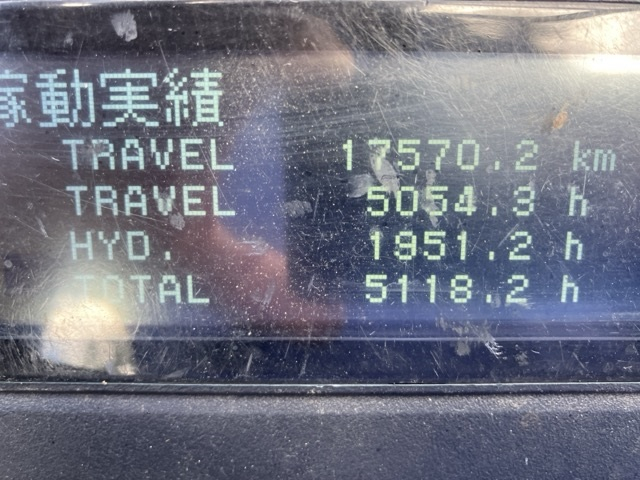 稼動実績
TRAVEL 17570.2 km
TRAVEL 5054.3 h
HYD. 1951.2 h
TOTAL 5118.2 h